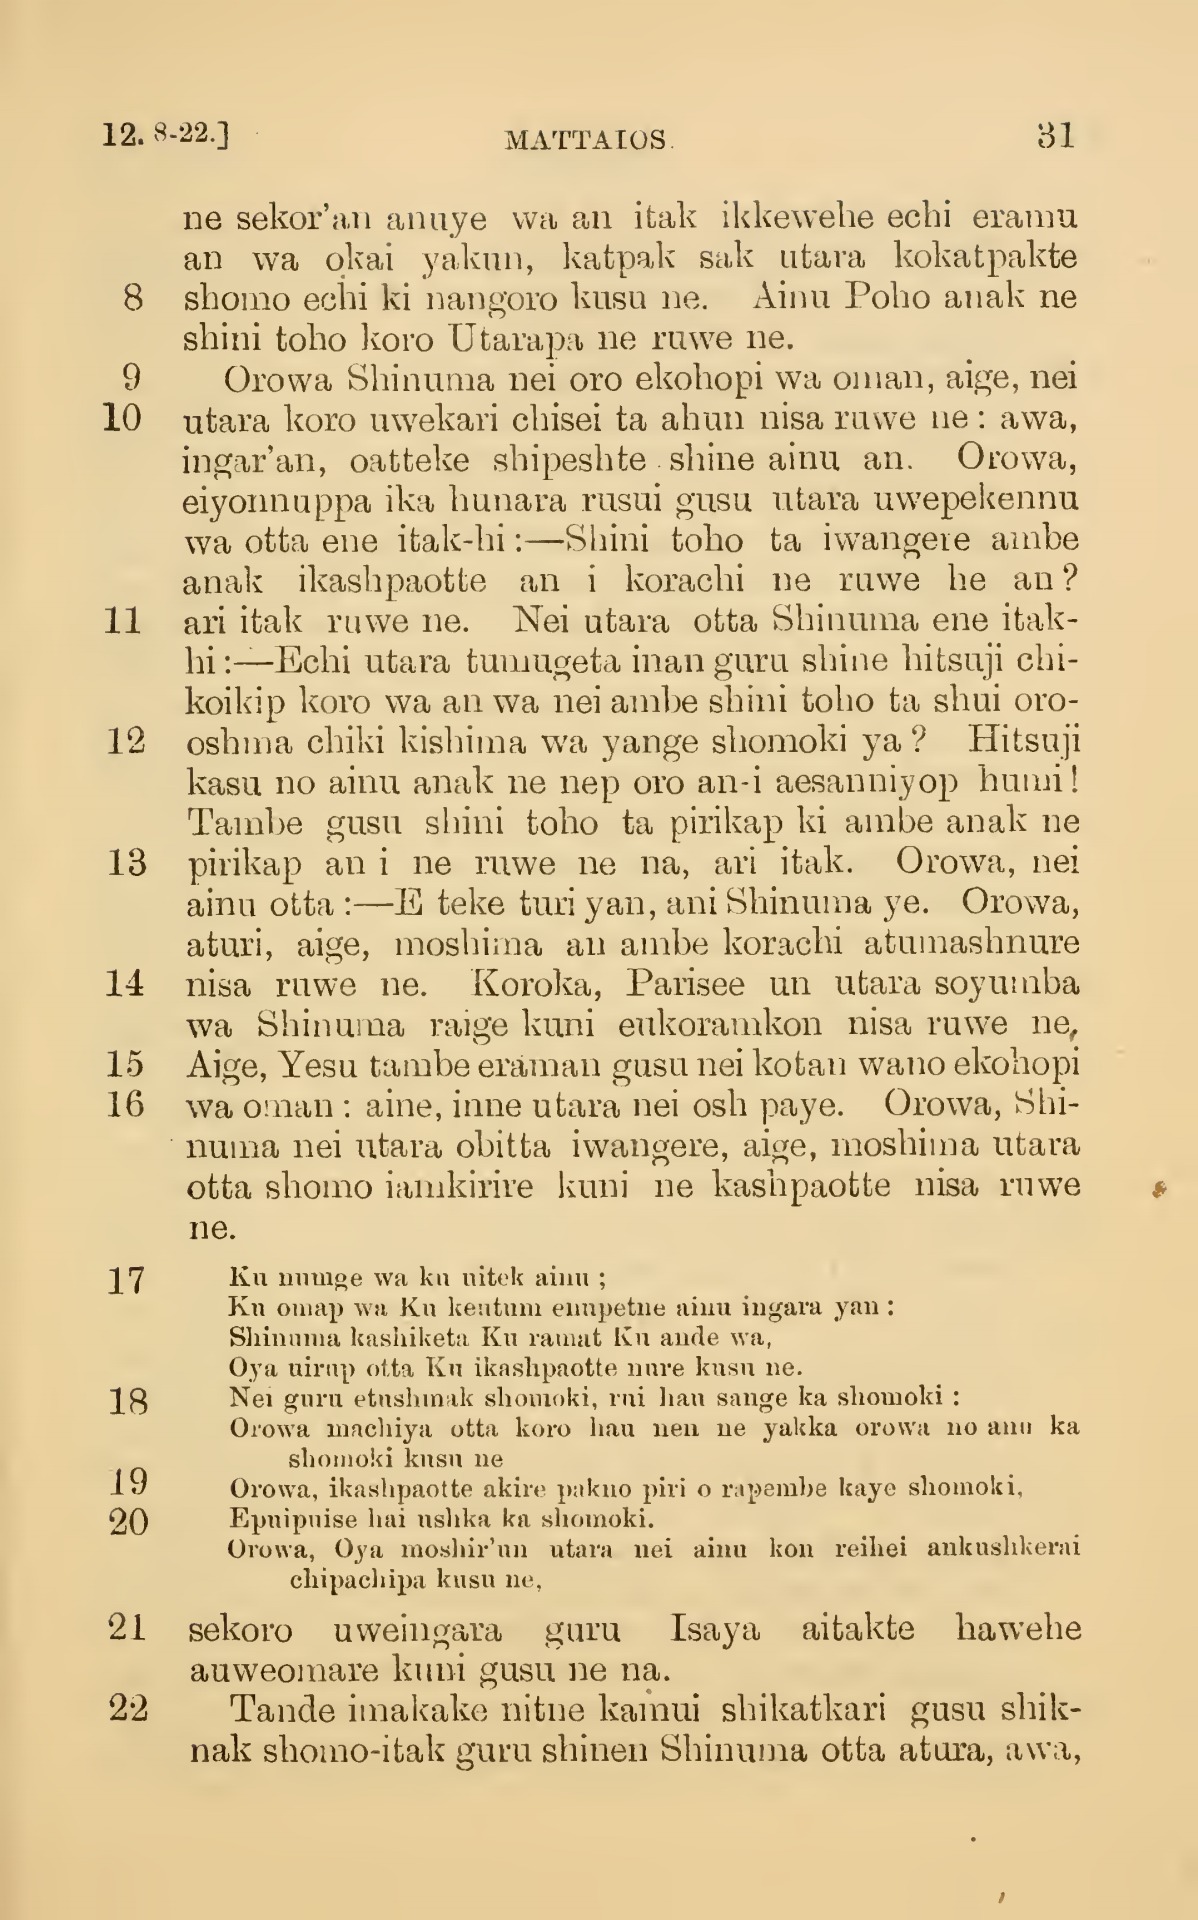 12. 8-22.] MATTAIOS. 31
ne sekor'an anuye wa an itak ikkewehe echi eramu
an wa okai yakun, katpak sak utara kokatpakte
8 shomo echi ki nangoro kusu ne. Ainu Poho anak ne
shini toho koro Utarapa ne ruwe ne.
9 Orowa Shinuma nei oro ekohopi wa oman, aige, nei
10 utara koro uwekari chisei ta ahun nisa ruwe ne : awa,
ingar'an, oatteke shipeshte shine ainu an. Orowa,
eiyonnuppa ika hunara rusui gusu utara uwepekennu
wa otta ene itak-hi :—Shini toho ta iwangere ambe
anak ikashpaotte an i korachi ne ruwe he an?
11 ari itak ruwe ne. Nei utara otta Shinuma ene itak-
hi :—Echi utara tumugeta inan guru shine hitsuji chi-
koikip koro wa an wa nei ambe shini toho ta shui oro-
12 oshma chiki kishima wa yange shomoki ya? Hitsuji
kasu no ainu anak ne nep oro an-i aesanniyop humi!
Tambe gusu shini toho ta pirikap ki ambe anak ne
13 pirikap an i ne ruwe ne na, ari itak. Orowa, nei
ainu otta :—E teke turi yan, ani Shinuma ye. Orowa,
aturi, aige, moshima an ambe korachi atumashnure
14 nisa ruwe ne. Koroka, Parisee un utara soyumba
wa Shinuma raige kuni eukoramkon nisa ruwe ne,
15 Aige, Yesu tambe eraman gusu nei kotan wano ekohopi
16 wa oman : aine, inne utara nei osh paye. Orowa, Shi-
numa nei utara obitta iwangere, aige, moshima utara
otta shomo iamkirire kuni ne kashpaotte nisa ruwe
ne.
17 Ku numge wa ku nitek ainu ;
Ku omap wa Ku kentum enupetne ainu ingara yan :
Shinuma kashiketa Ku ramat Ku ande wa,
Oya uirup otta Ku ikashpaotte nure kusu ne.
18 Nei guru etushmak shomoki, rui hau sange ka shomoki :
Orowa machiya otta koro hau nen ne yakka orowa no anu ka
shomoki kusu ne
19 Orowa, ikashpaotte akire pakno piri o rapembe kaye shomoki,
20 Epuipuise hai ushka ka shomoki.
Orowa, Oya moshir'un utara nei ainu kon reihei ankushkerai
chipachipa kusu ne,
21 sekoro uweingara guru Isaya aitakte hawehe
auweomare kuni gusu ne na.
22 Tande imakake nitne kamui shikatkari gusu shik-
nak shomo-itak guru shinen Shinuma otta atura, awa,